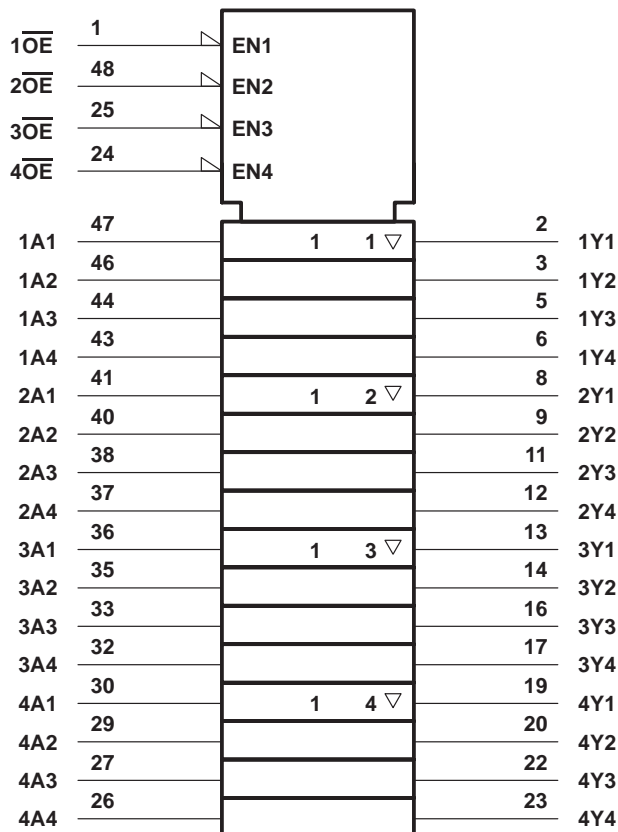 1O̅E̅ 1 EN1
2O̅E̅ 48 EN2
3O̅E̅ 25 EN3
4O̅E̅ 24 EN4
1A1 47 1 1 ▽ 2 1Y1
1A2 46 3 1Y2
1A3 44 5 1Y3
1A4 43 6 1Y4
2A1 41 1 2 ▽ 8 2Y1
2A2 40 9 2Y2
2A3 38 11 2Y3
2A4 37 12 2Y4
3A1 36 1 3 ▽ 13 3Y1
3A2 35 14 3Y2
3A3 33 16 3Y3
3A4 32 17 3Y4
4A1 30 1 4 ▽ 19 4Y1
4A2 29 20 4Y2
4A3 27 22 4Y3
4A4 26 23 4Y4